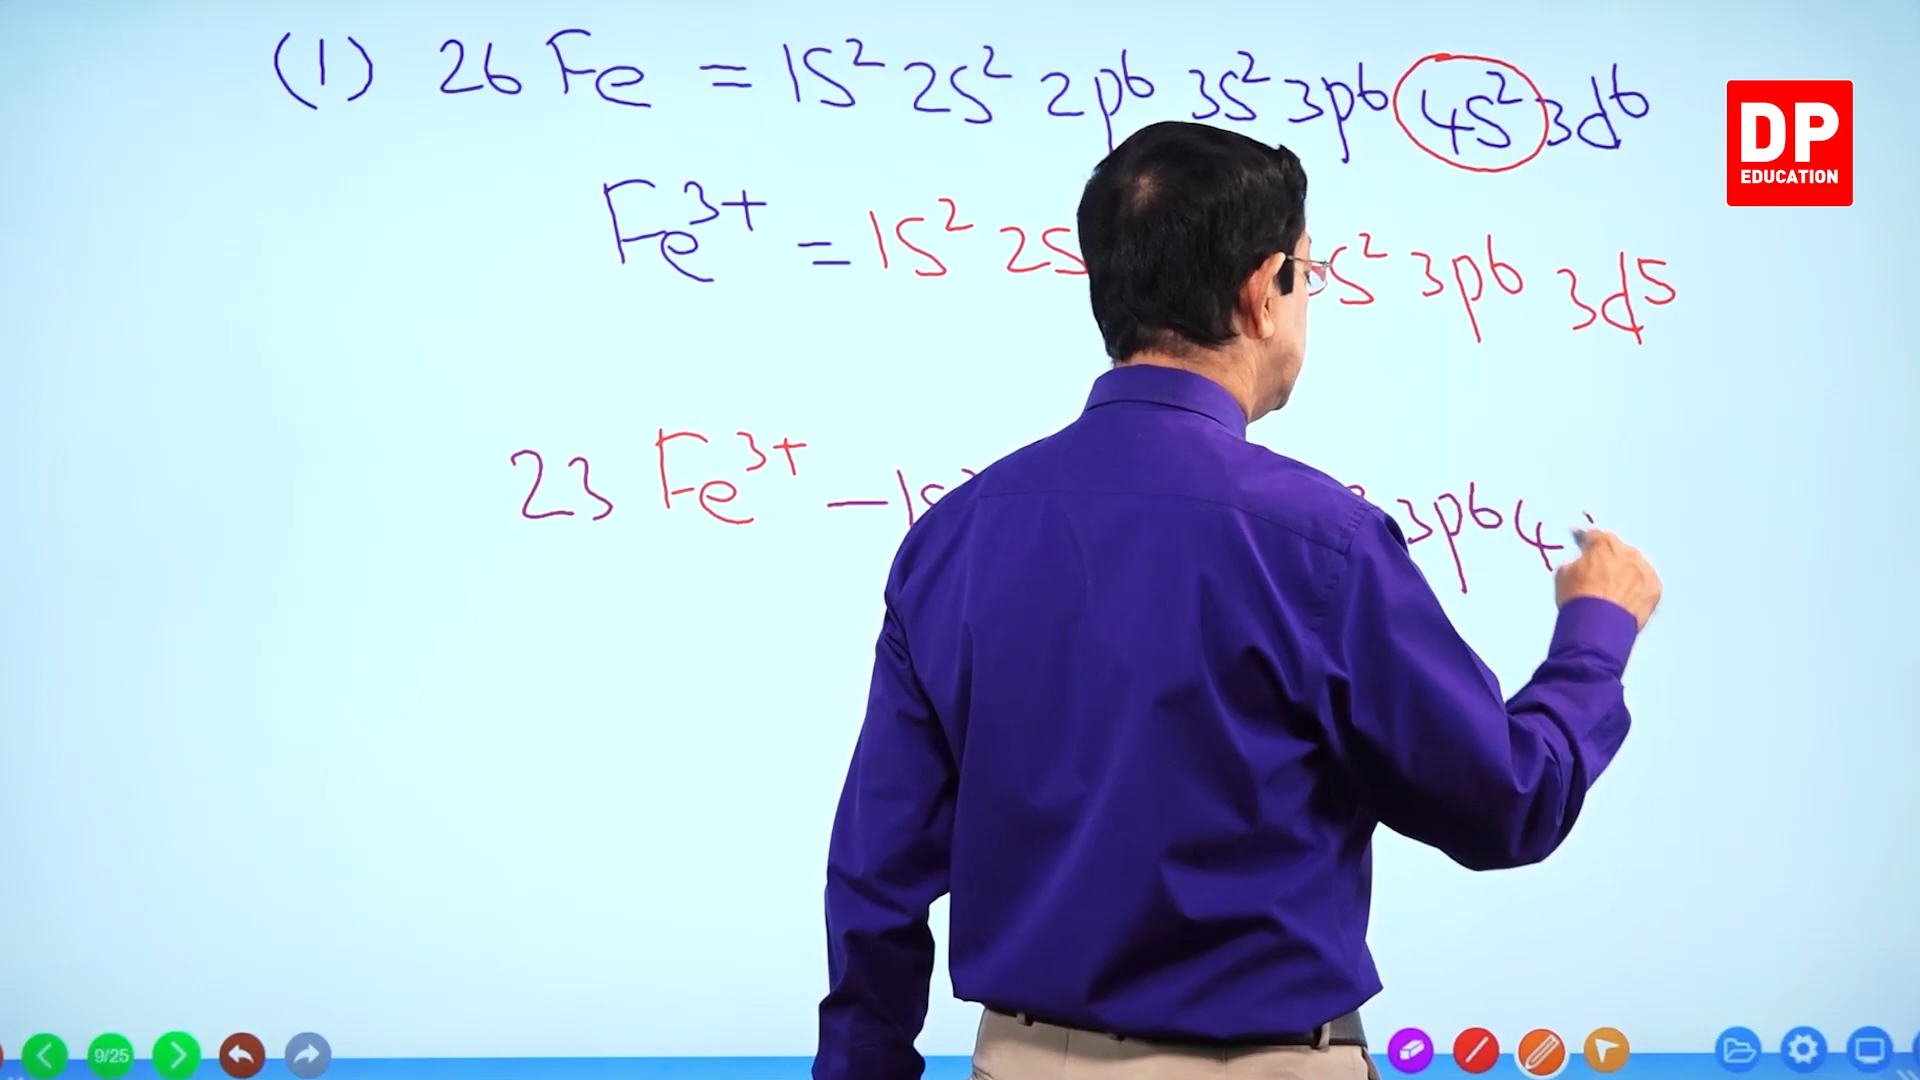 (1) 26 Fe = 1S² 2S² 2p⁶ 3S² 3p⁶ 4S² 3d⁶
DP
EDUCATION
Fe³⁺ = 1S² 2S S² 3p⁶ 3d⁵
23 Fe³⁺ – 1S 3p⁶ 4
9/25